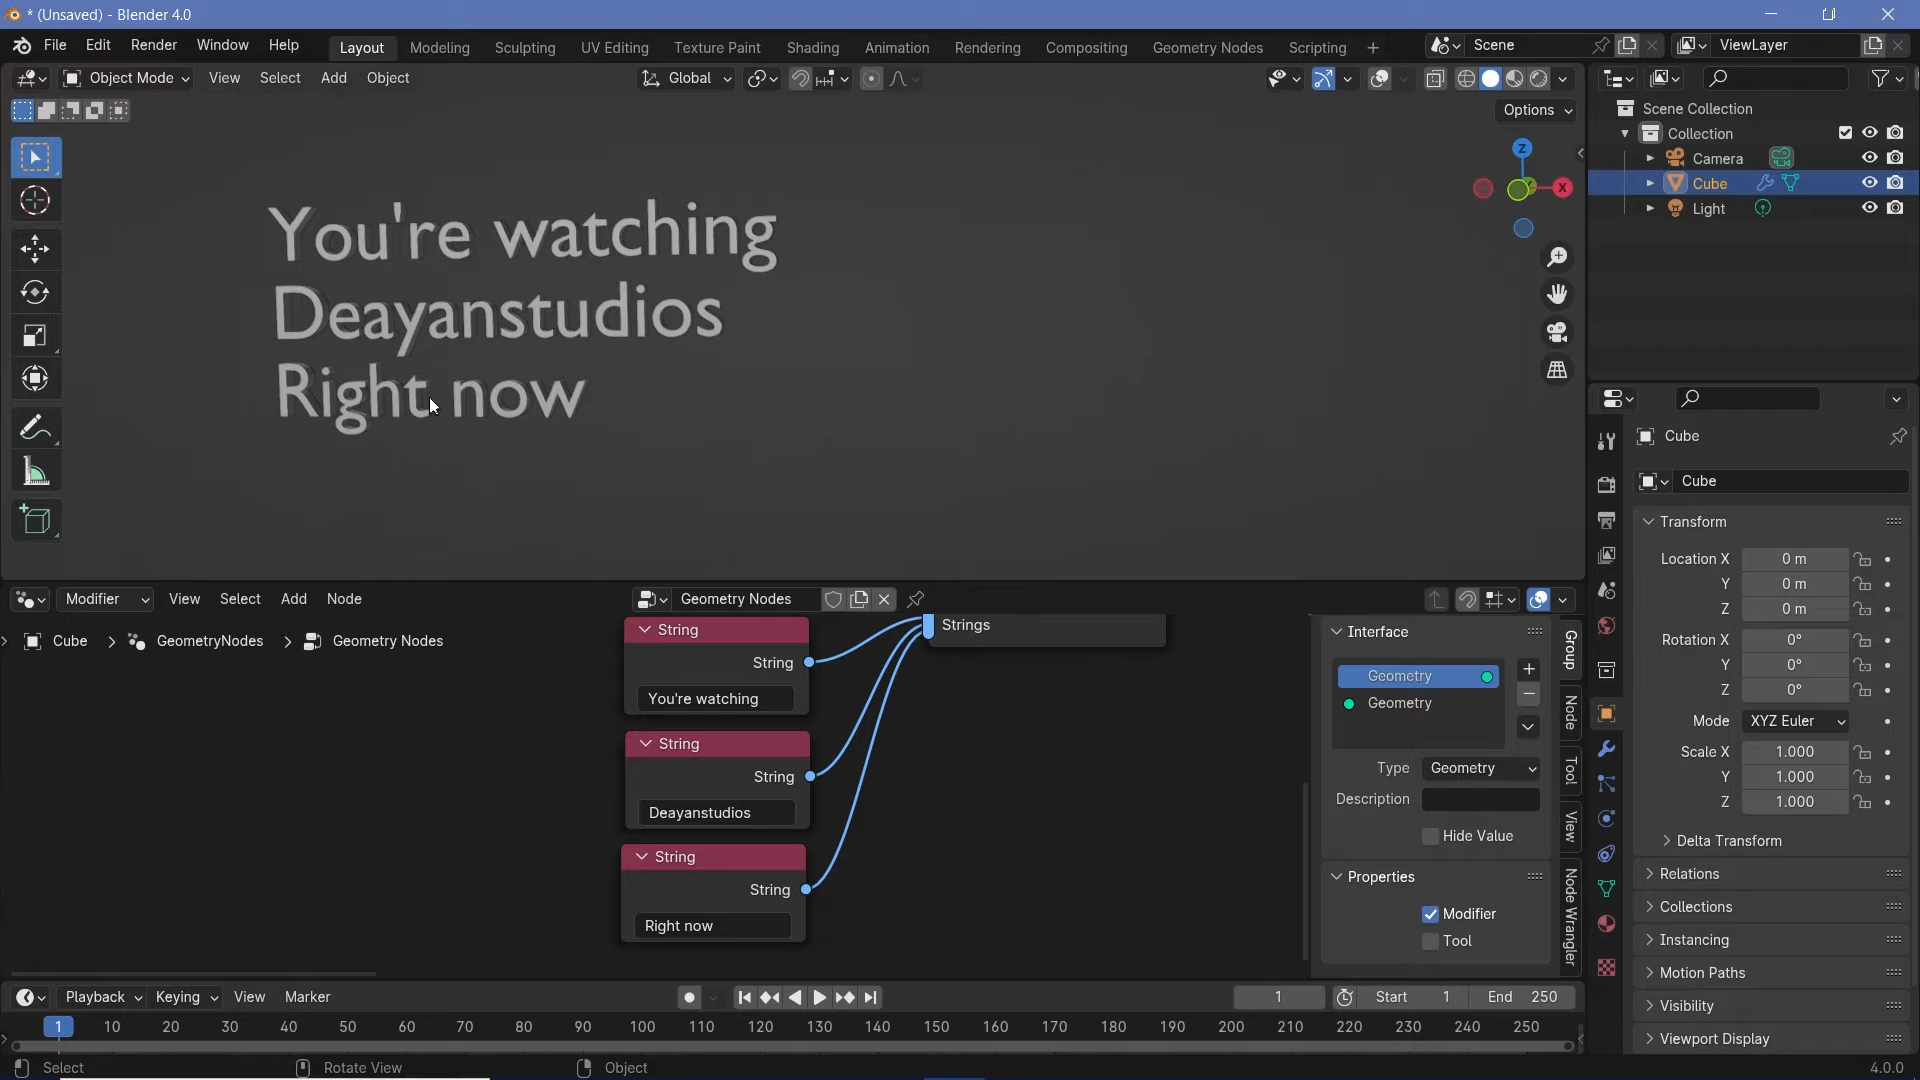 * (Unsaved) - Blender 4.0
File Edit Render Window Help
Layout Modeling Sculpting UV Editing Texture Paint Shading Animation Rendering Compositing Geometry Nodes Scripting +
Scene
ViewLayer
Object Mode View Select Add Object
Global
Options
Z
X
You're watching
Deayanstudios
Right now
Scene Collection
Collection
Camera
Cube
Light
Cube
Cube
Transform
Location X 0 m
Y 0 m
Z 0 m
Rotation X 0°
Y 0°
Z 0°
Mode XYZ Euler
Scale X 1.000
Y 1.000
Z 1.000
Delta Transform
Relations
Collections
Instancing
Motion Paths
Visibility
Viewport Display
Modifier View Select Add Node
Geometry Nodes
Cube > GeometryNodes > Geometry Nodes
String
String
You're watching
String
String
Deayanstudios
String
String
Right now
Strings
Interface
Geometry
Geometry
Type Geometry
Description
Hide Value
Properties
Modifier
Tool
Group
Node
Tool
View
Node Wrangler
Playback Keying View Marker
1
Start 1
End 250
1 10 20 30 40 50 60 70 80 90 100 110 120 130 140 150 160 170 180 190 200 210 220 230 240 250
Select
Rotate View
Object
4.0.0